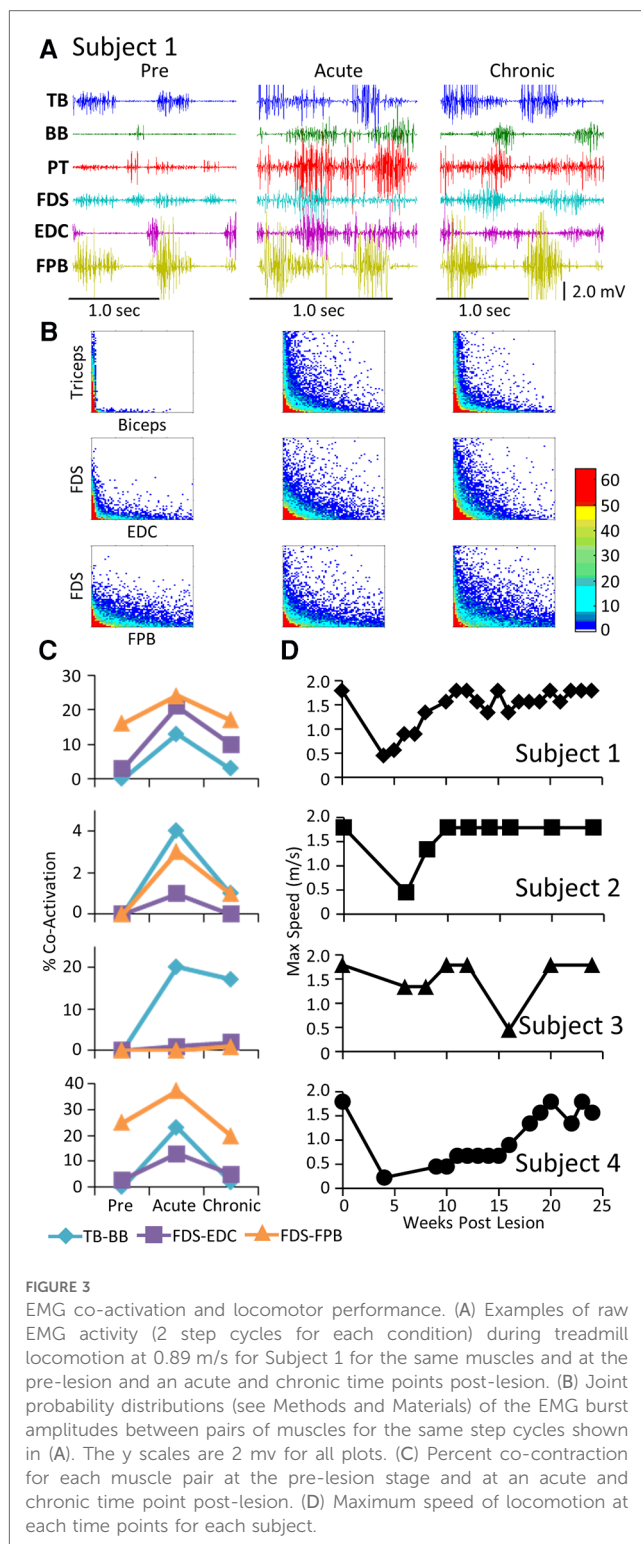 A Subject 1
Pre Acute Chronic
TB
BB
PT
FDS
EDC
FPB
2.0 mV
1.0 sec 1.0 sec 1.0 sec
B
Triceps
Biceps
FDS
EDC
FDS
FPB
60
50
40
30
20
10
0
C
% Co-Activation
30
20
10
0
4
2
0
20
10
0
40
30
20
10
0
Pre Acute Chronic
TB-BB FDS-EDC FDS-FPB
D
Max Speed (m/s)
2.0
1.5
1.0
0.5
0
Subject 1
2.0
1.5
1.0
0.5
0
Subject 2
2.0
1.5
1.0
0.5
0
Subject 3
2.0
1.5
1.0
0.5
0
Subject 4
0 5 10 15 20 25
Weeks Post Lesion
FIGURE 3
EMG co-activation and locomotor performance. (A) Examples of raw
EMG activity (2 step cycles for each condition) during treadmill
locomotion at 0.89 m/s for Subject 1 for the same muscles and at the
pre-lesion and an acute and chronic time points post-lesion. (B) Joint
probability distributions (see Methods and Materials) of the EMG burst
amplitudes between pairs of muscles for the same step cycles shown
in (A). The y scales are 2 mv for all plots. (C) Percent co-contraction
for each muscle pair at the pre-lesion stage and at an acute and
chronic time point post-lesion. (D) Maximum speed of locomotion at
each time points for each subject.